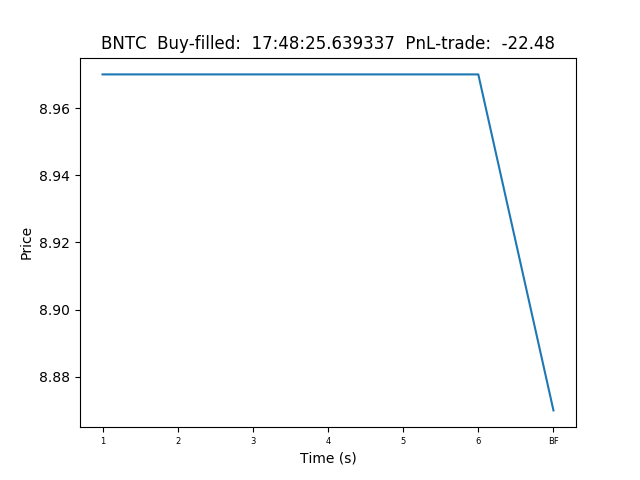 BNTC  Buy-filled:  17:48:25.639337  PnL-trade:  -22.48
8.96
8.94
8.92
8.90
8.88
Price
1 2 3 4 5 6 BF
Time (s)